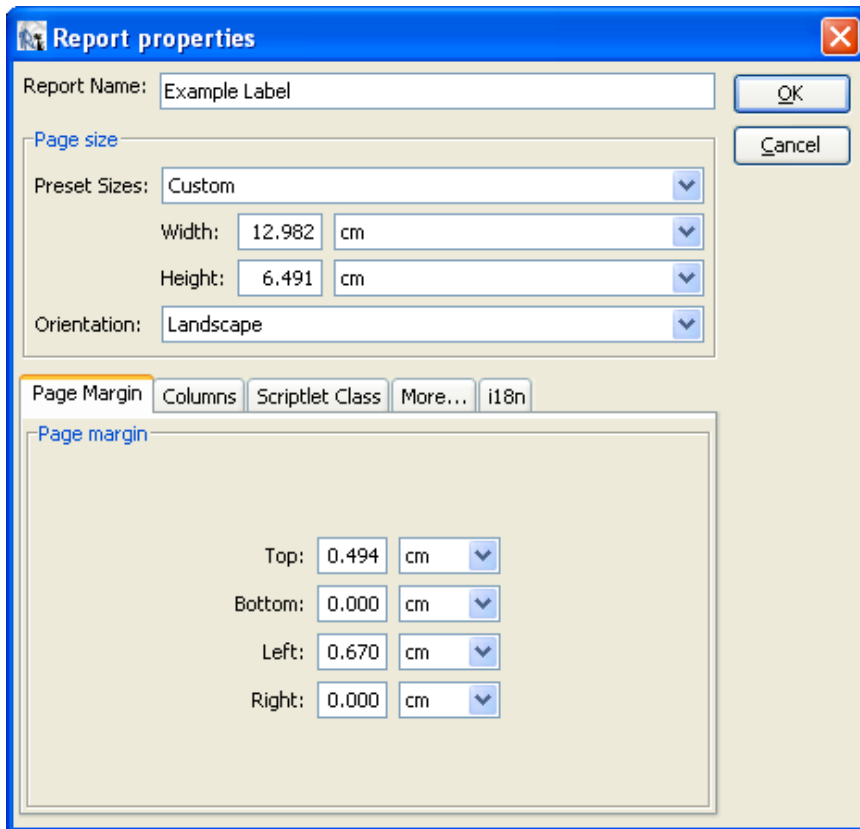 Report properties
Report Name: Example Label
OK
Page size
Cancel
Preset Sizes: Custom
Width: 12.982 cm
Height: 6.491 cm
Orientation: Landscape
Page Margin Columns Scriptlet Class More... i18n
Page margin
Top: 0.494 cm
Bottom: 0.000 cm
Left: 0.670 cm
Right: 0.000 cm